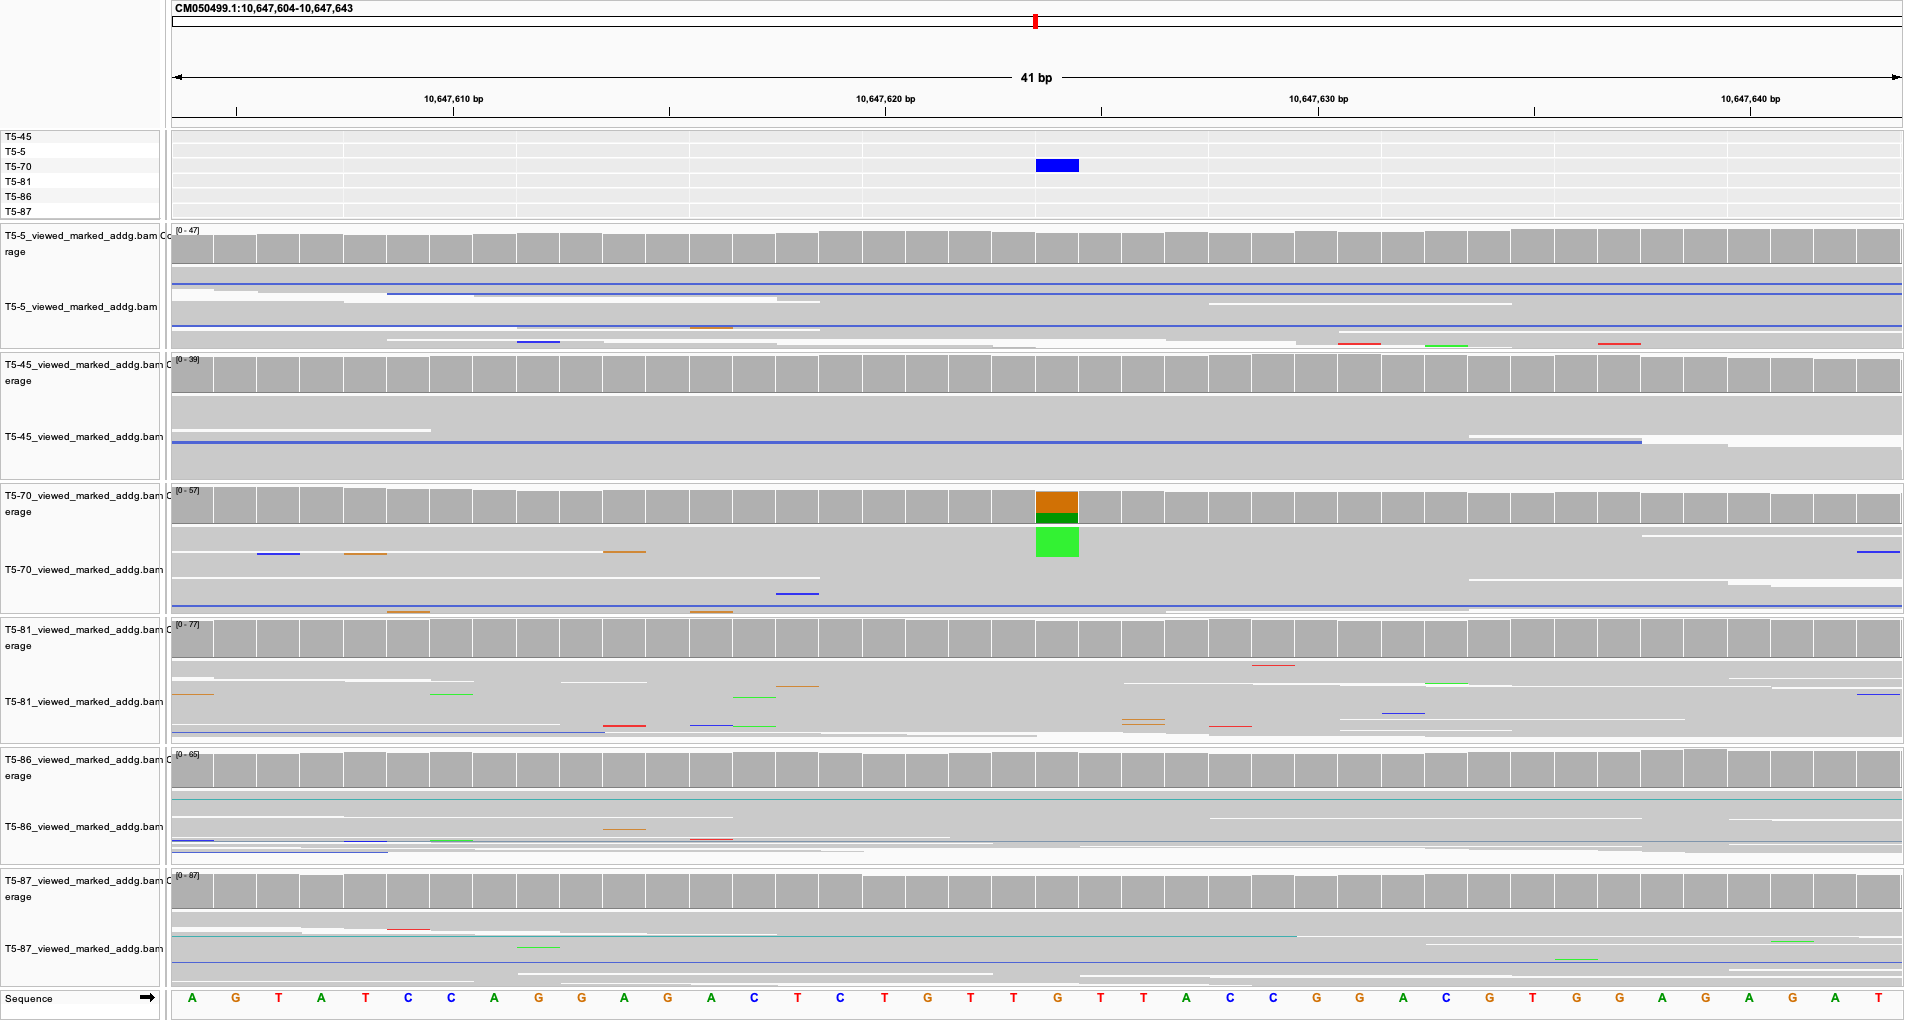 CM050499.1:10,647,604-10,647,643
41 bp
10,647,610 bp 10,647,620 bp 10,647,630 bp 10,647,640 bp
T5-45
T5-5
T5-70
T5-81
T5-86
T5-87
T5-5_viewed_marked_addg.bam Co
rage
[0 - 47]
T5-5_viewed_marked_addg.bam
T5-45_viewed_marked_addg.bam C
erage
[0 - 39]
T5-45_viewed_marked_addg.bam
T5-70_viewed_marked_addg.bam C
erage
[0 - 57]
T5-70_viewed_marked_addg.bam
T5-81_viewed_marked_addg.bam C
erage
[0 - 77]
T5-81_viewed_marked_addg.bam
T5-86_viewed_marked_addg.bam C
erage
[0 - 65]
T5-86_viewed_marked_addg.bam
T5-87_viewed_marked_addg.bam C
erage
[0 - 87]
T5-87_viewed_marked_addg.bam
Sequence A G T A T C C A G G A G A C T C T G T T G T T A C C G G A C G T G G A G A G A T